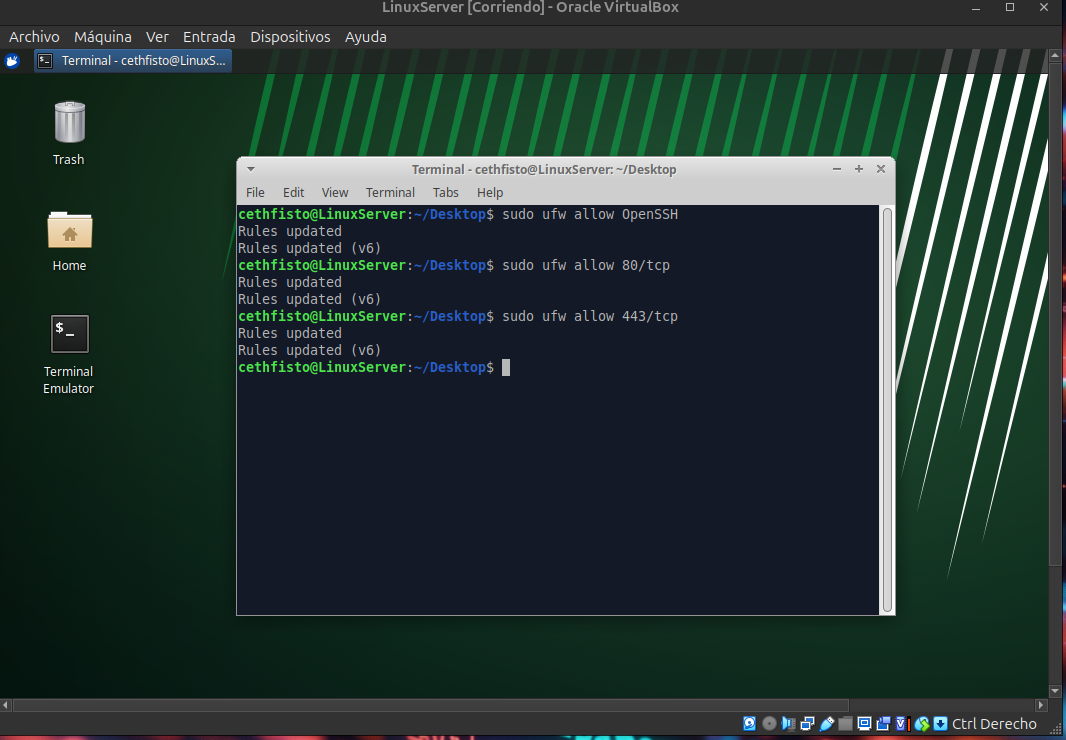 LinuxServer [Corriendo] - Oracle VirtualBox
Archivo Máquina Ver Entrada Dispositivos Ayuda
Terminal - cethfisto@LinuxS...
Trash
Home
$_
Terminal
Emulator
Terminal - cethfisto@LinuxServer: ~/Desktop
File Edit View Terminal Tabs Help
cethfisto@LinuxServer:~/Desktop$ sudo ufw allow OpenSSH
Rules updated
Rules updated (v6)
cethfisto@LinuxServer:~/Desktop$ sudo ufw allow 80/tcp
Rules updated
Rules updated (v6)
cethfisto@LinuxServer:~/Desktop$ sudo ufw allow 443/tcp
Rules updated
Rules updated (v6)
cethfisto@LinuxServer:~/Desktop$
Ctrl Derecho